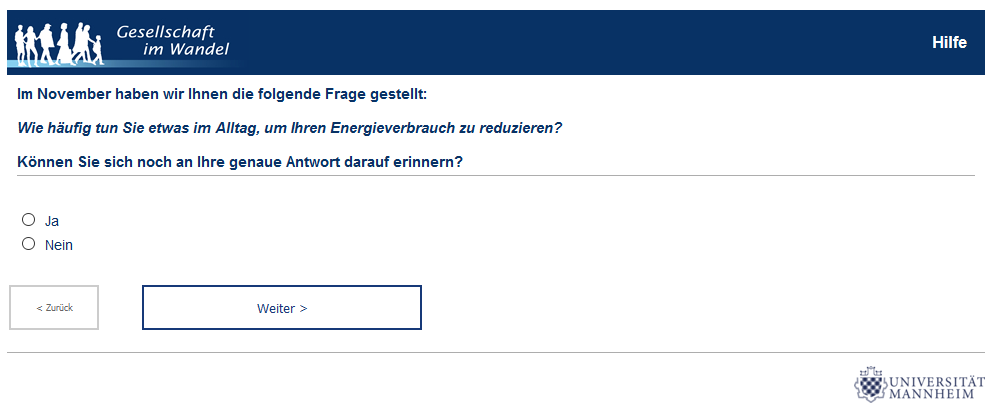 Gesellschaft
im Wandel
Hilfe
Im November haben wir Ihnen die folgende Frage gestellt:
Wie häufig tun Sie etwas im Alltag, um Ihren Energieverbrauch zu reduzieren?
Können Sie sich noch an Ihre genaue Antwort darauf erinnern?
Ja
Nein
< Zurück
Weiter >
UNIVERSITÄT
MANNHEIM